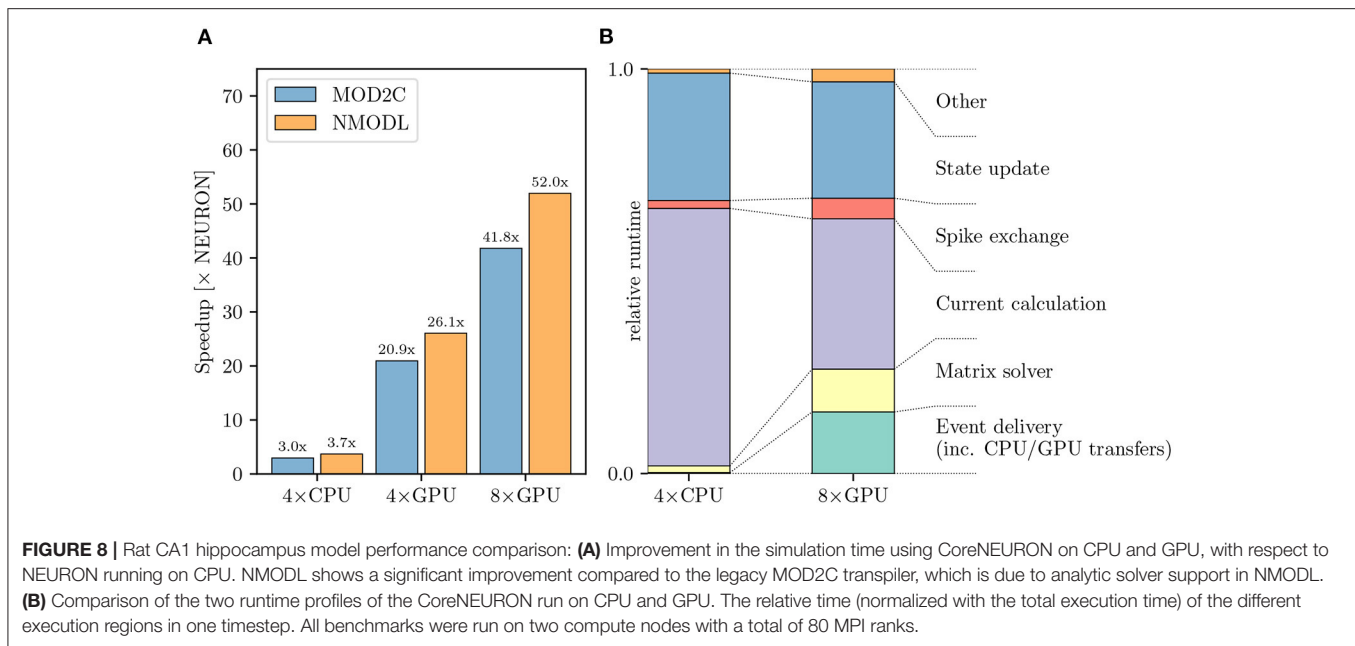 A
B
Speedup [× NEURON]
70
60
50
40
30
20
10
0
MOD2C
NMODL
3.0x
3.7x
20.9x
26.1x
41.8x
52.0x
4×CPU
4×GPU
8×GPU
relative runtime
1.0
0.0
4×CPU
8×GPU
Other
State update
Spike exchange
Current calculation
Matrix solver
Event delivery
(inc. CPU/GPU transfers)
FIGURE 8 | Rat CA1 hippocampus model performance comparison: (A) Improvement in the simulation time using CoreNEURON on CPU and GPU, with respect to
NEURON running on CPU. NMODL shows a significant improvement compared to the legacy MOD2C transpiler, which is due to analytic solver support in NMODL.
(B) Comparison of the two runtime profiles of the CoreNEURON run on CPU and GPU. The relative time (normalized with the total execution time) of the different
execution regions in one timestep. All benchmarks were run on two compute nodes with a total of 80 MPI ranks.